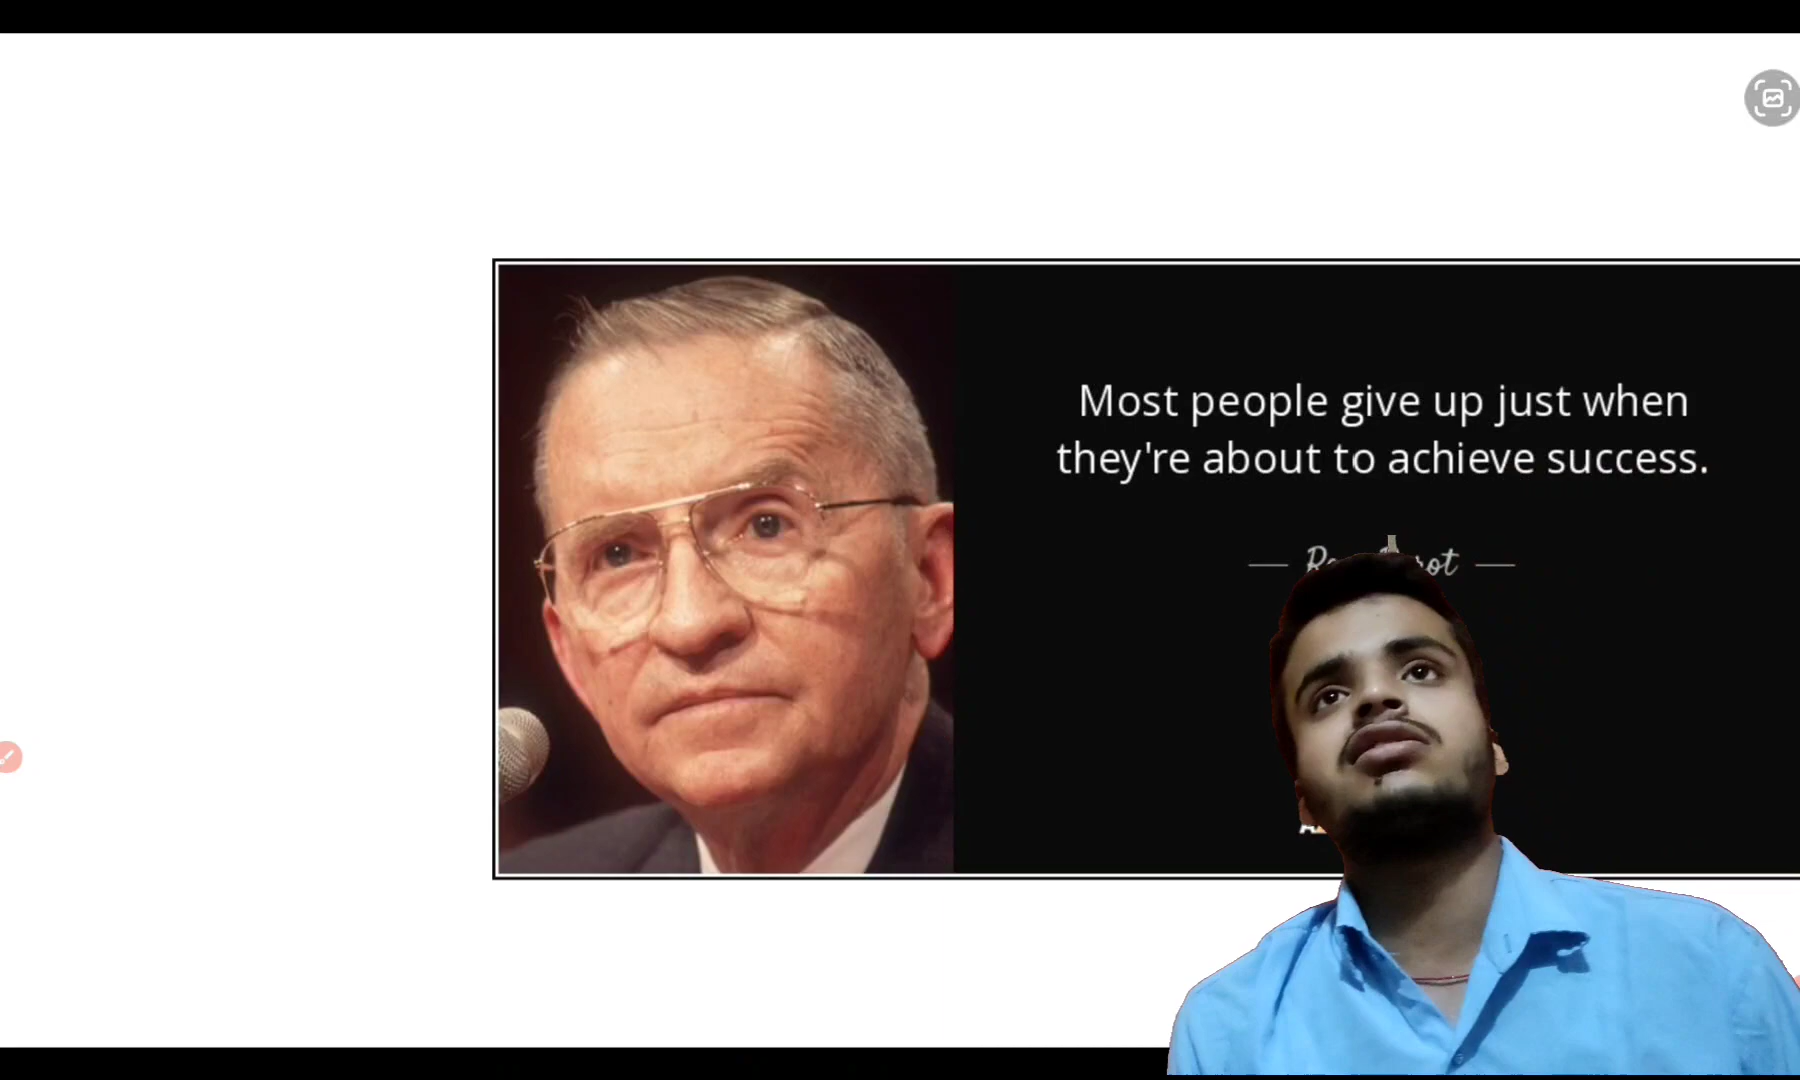 Most people give up just when
they're about to achieve success.